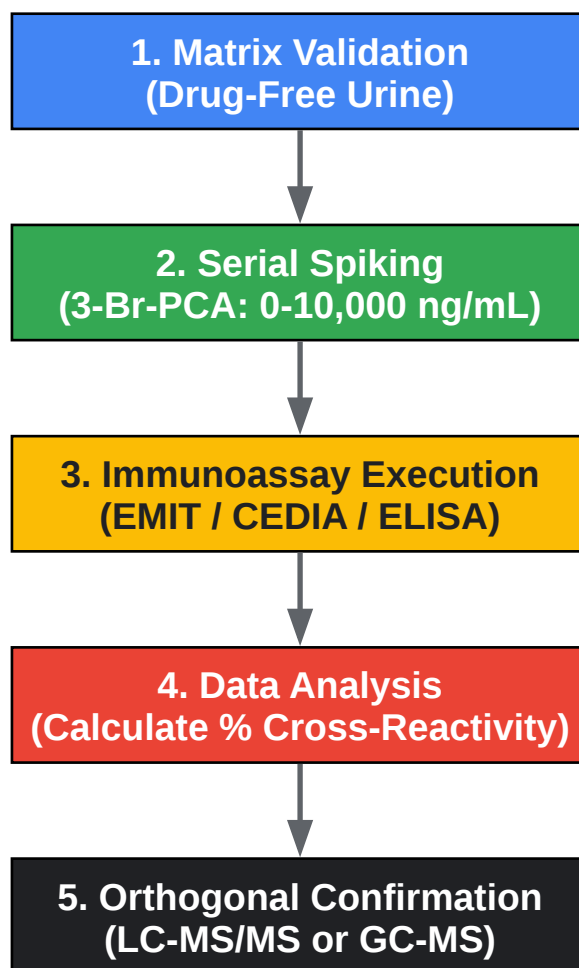 1. Matrix Validation
(Drug-Free Urine)
2. Serial Spiking
(3-Br-PCA: 0-10,000 ng/mL)
3. Immunoassay Execution
(EMIT / CEDIA / ELISA)
4. Data Analysis
(Calculate % Cross-Reactivity)
5. Orthogonal Confirmation
(LC-MS/MS or GC-MS)